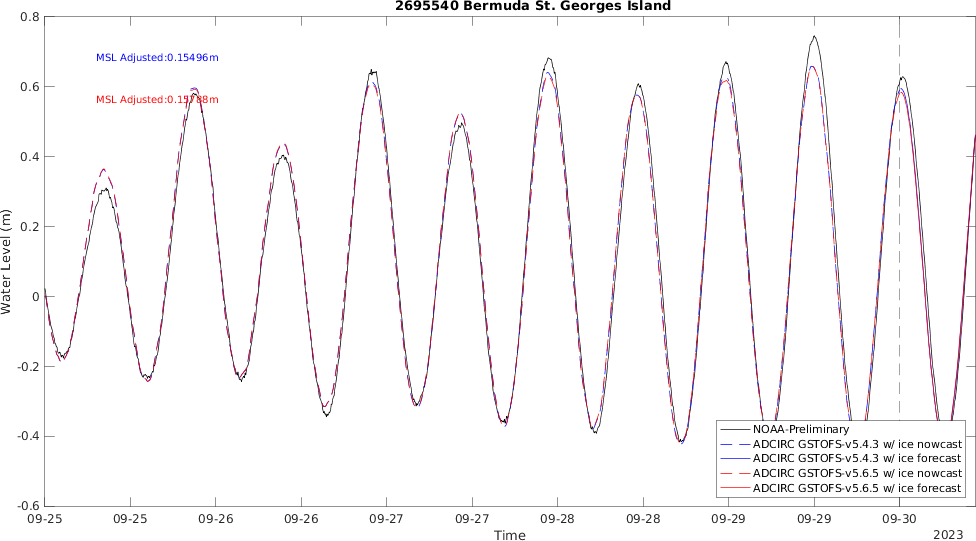 2695540 Bermuda St. Georges Island
0.8
MSL Adjusted:0.15496m
0.6
MSL Adjusted:0.15788m
0.4
0.2
0
-0.2
-0.4
-0.6
Water Level (m)
NOAA-Preliminary
ADCIRC GSTOFS-v5.4.3 w/ ice nowcast
ADCIRC GSTOFS-v5.4.3 w/ ice forecast
ADCIRC GSTOFS-v5.6.5 w/ ice nowcast
ADCIRC GSTOFS-v5.6.5 w/ ice forecast
09-25 09-25 09-26 09-26 09-27 09-27 09-28 09-28 09-29 09-29 09-30
Time
2023